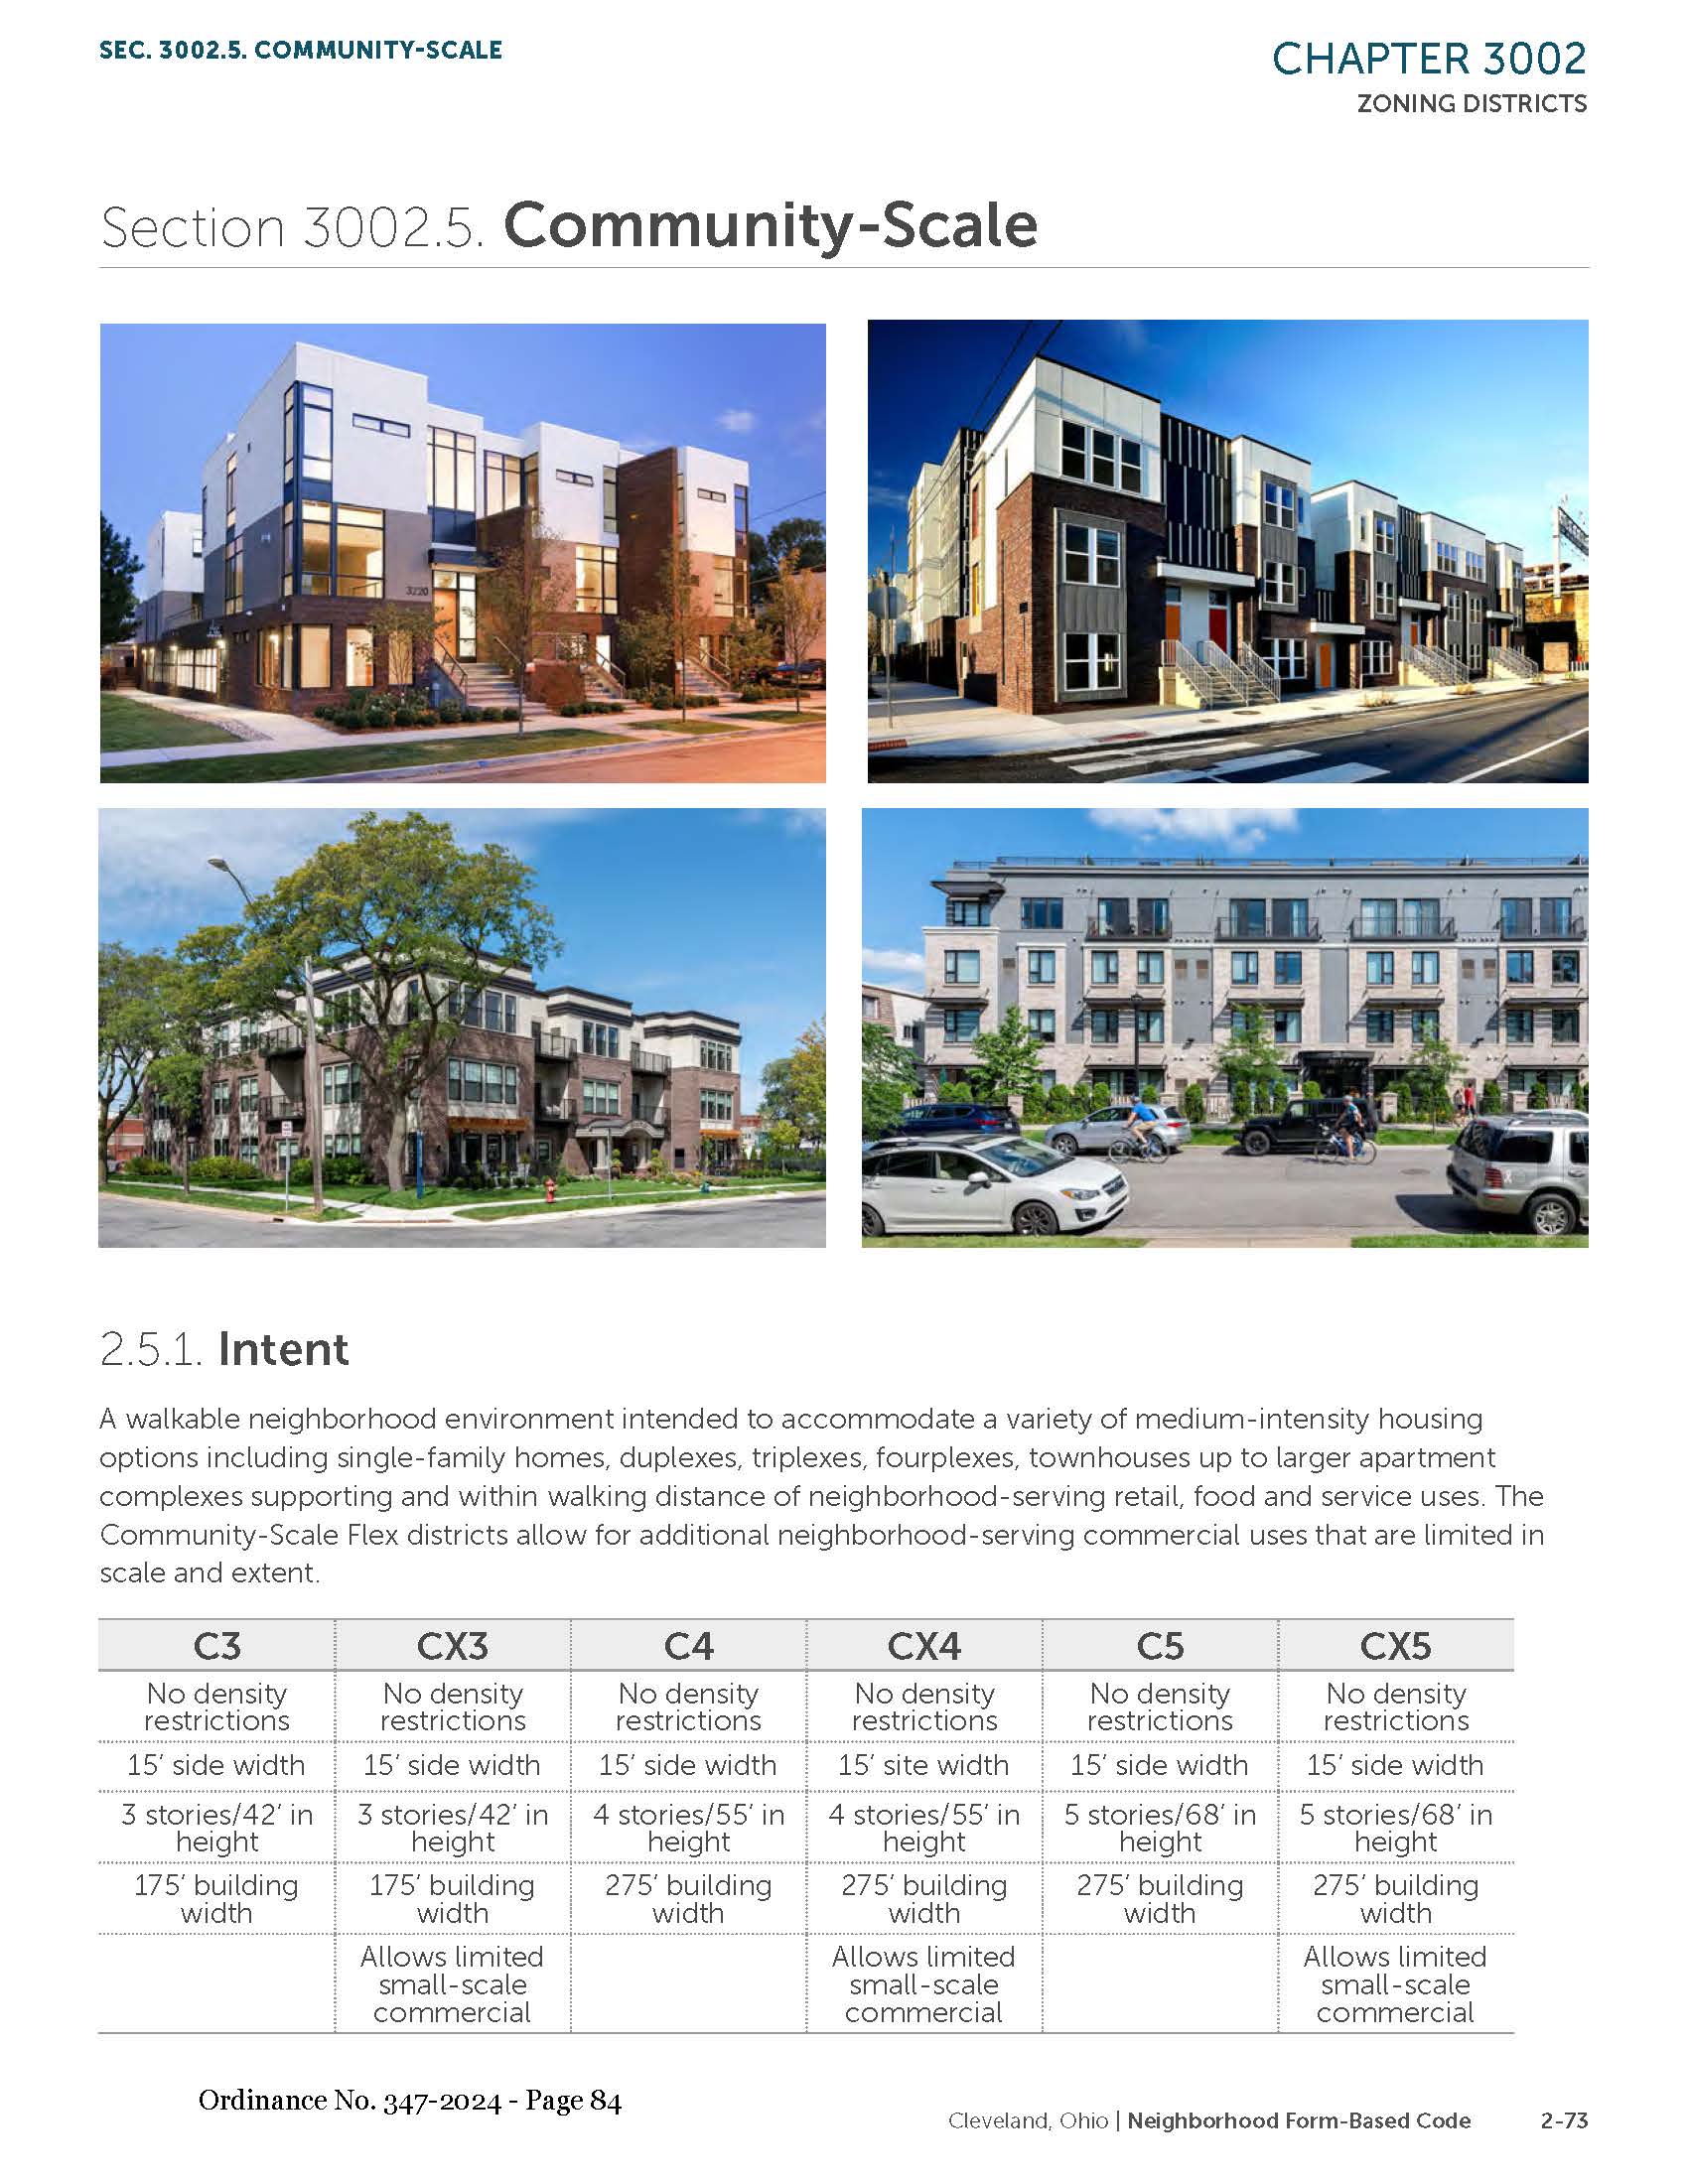 SEC. 3002.5. COMMUNITY-SCALE
CHAPTER 3002
ZONING DISTRICTS
Section 3002.5. Community-Scale
3220
2.5.1. Intent
A walkable neighborhood environment intended to accommodate a variety of medium-intensity housing
options including single-family homes, duplexes, triplexes, fourplexes, townhouses up to larger apartment
complexes supporting and within walking distance of neighborhood-serving retail, food and service uses. The
Community-Scale Flex districts allow for additional neighborhood-serving commercial uses that are limited in
scale and extent.
C3 CX3 C4 CX4 C5 CX5
No density No density No density No density No density No density
restrictions restrictions restrictions restrictions restrictions restrictions
15′ side width 15′ side width 15′ side width 15′ site width 15′ side width 15′ side width
3 stories/42′ in 3 stories/42′ in 4 stories/55′ in 4 stories/55′ in 5 stories/68′ in 5 stories/68′ in
height height height height height height
175′ building 175′ building 275′ building 275′ building 275′ building 275′ building
width width width width width width
Allows limited Allows limited Allows limited
small-scale small-scale small-scale
commercial commercial commercial
Ordinance No. 347-2024 - Page 84
Cleveland, Ohio | Neighborhood Form-Based Code 2-73